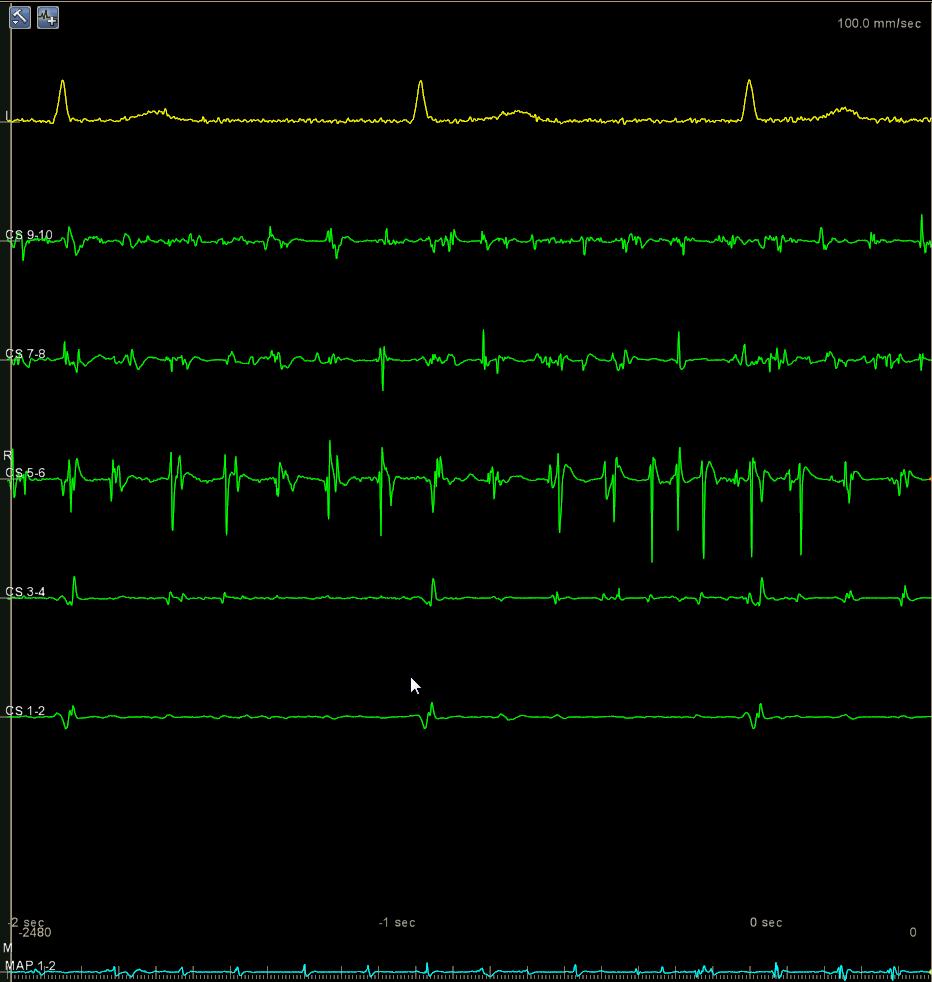 100.0 mm/sec
CS 9-10
CS 7-8
R
CS 5-6
CS 3-4
CS 1-2
-2 sec
-1 sec
0 sec
-2480
0
M
MAP 1-2